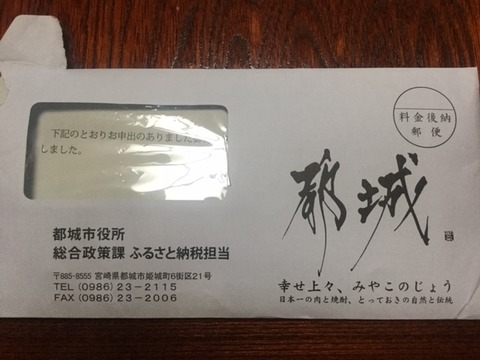 下記のとおりお申出のありました
しました。
料金後納
郵便
都城
都城市役所
総合政策課 ふるさと納税担当
〒885-8555 宮崎県都城市姫城町6街区21号
TEL (0986) 23-2115
FAX (0986) 23-2006
幸せ上々、みやこのじょう
日本一の肉と焼酎、とっておきの自然と伝統